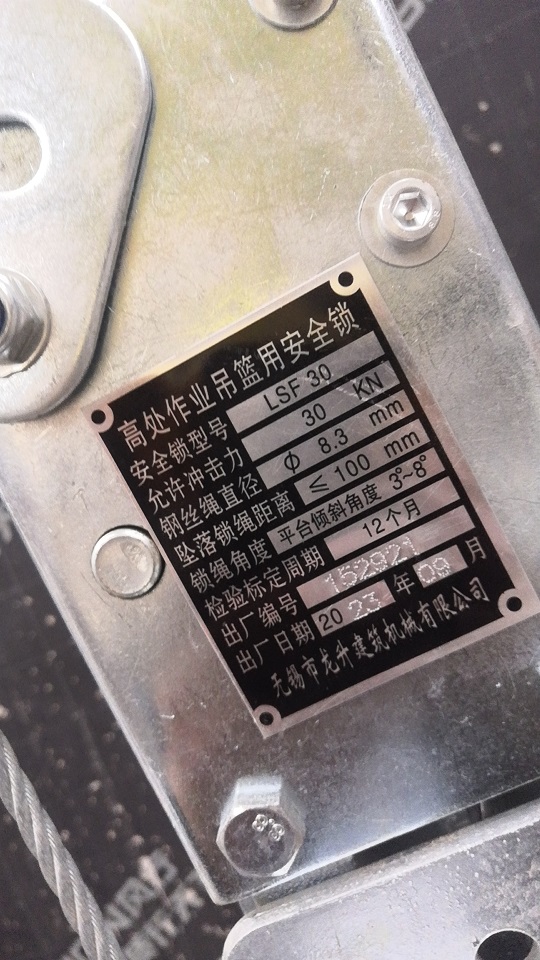 高处作业吊篮用安全锁
安全锁型号 LSF 30
允许冲击力 30 KN
钢丝绳直径 ϕ 8.3 mm
坠落锁绳距离 ≤ 100 mm
锁绳角度 平台倾斜角度 3°~8°
检验标定周期 12个月
出厂编号 152921
出厂日期 2023 年 09 月
无锡市龙升建筑机械有限公司
8.8